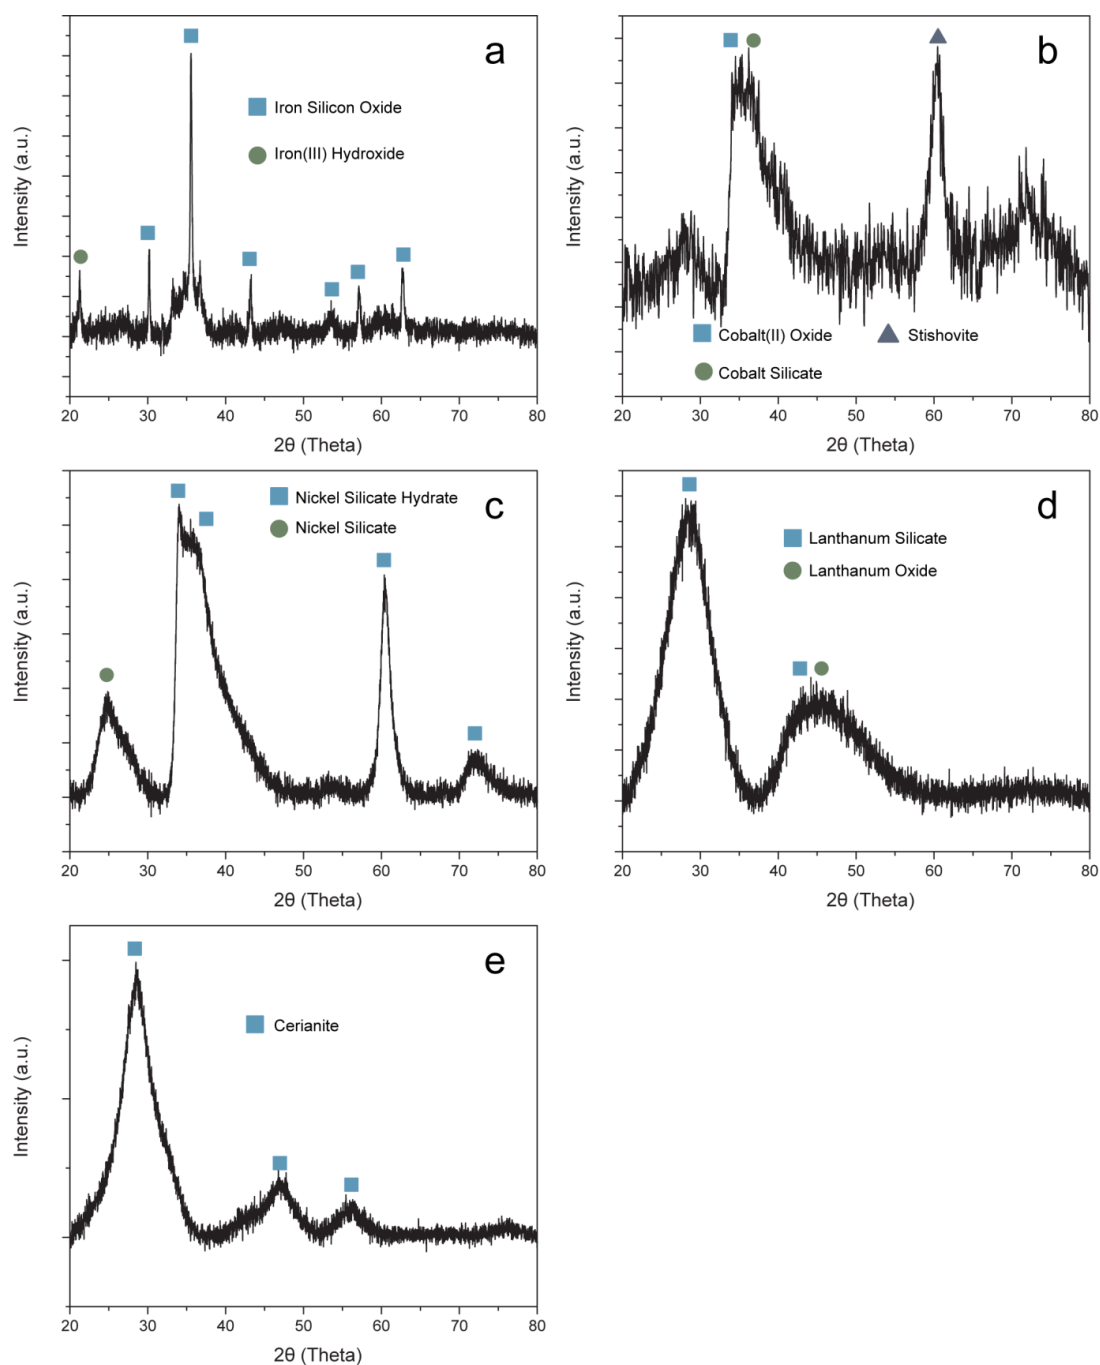 a
Iron Silicon Oxide
Iron(III) Hydroxide
Intensity (a.u.)
20 30 40 50 60 70 80
2θ (Theta)
b
Cobalt(II) Oxide
Stishovite
Cobalt Silicate
Intensity (a.u.)
20 30 40 50 60 70 80
2θ (Theta)
c
Nickel Silicate Hydrate
Nickel Silicate
Intensity (a.u.)
20 30 40 50 60 70 80
2θ (Theta)
d
Lanthanum Silicate
Lanthanum Oxide
Intensity (a.u.)
20 30 40 50 60 70 80
2θ (Theta)
e
Cerianite
Intensity (a.u.)
20 30 40 50 60 70 80
2θ (Theta)